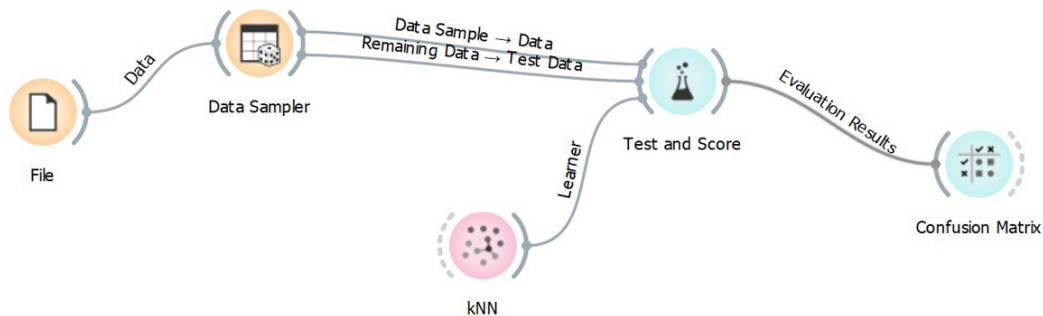 Data Sample → Data
Remaining Data → Test Data
Data
Data Sampler
Evaluation Results
Test and Score
File
Learner
Confusion Matrix
kNN